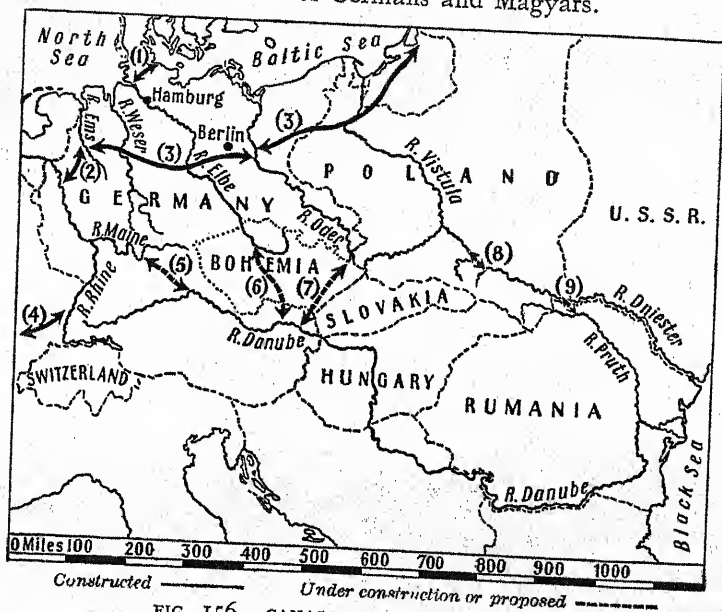 Germans and Magyars.
North
Sea
(1)
Baltic Sea
Hamburg
R. Ems
R. Weser
Berlin
(3)
(3)
(2)
R. Elbe
POLAND
R. Vistula
U.S.S.R.
GERMANY
R. Oder
R. Maine
BOHEMIA
(8)
(5)
(6)
(7)
(9)
R. Rhine
(4)
SLOVAKIA
R. Dniester
R. Danube
R. Pruth
SWITZERLAND
HUNGARY
RUMANIA
R. Danube
Black Sea
0 Miles 100 200 300 400 500 600 700 800 900 1000
Constructed
Under construction or proposed
FIG. 156.